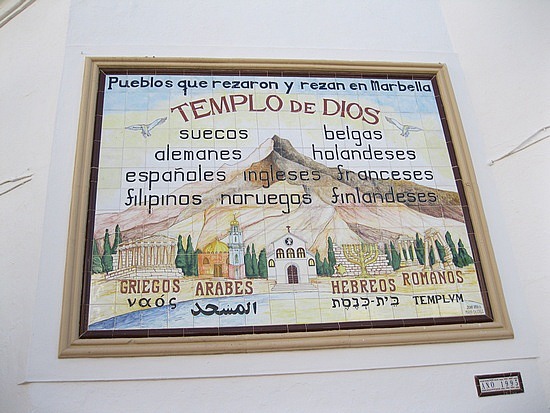 Pueblos que rezaron y rezan en Marbella
TEMPLO DE DIOS
suecos belgas
alemanes holandeses
españoles ingleses franceses
filipinos noruegos finlandeses
GRIEGOS ARABES HEBREOS ROMANOS
ναός المسجد בית-כנסת TEMPLVM
AÑO 1995